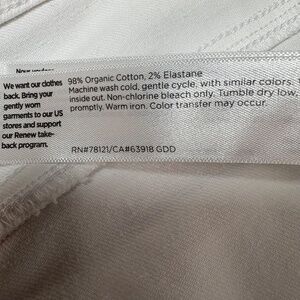 We want our clothes
back. Bring your
gently worn
garments to our US
stores and support
our Renew take-
back program.
98% Organic Cotton, 2% Elastane
Machine wash cold, gentle cycle, with similar colors
inside out. Non-chlorine bleach only. Tumble dry low,
promptly. Warm iron. Color transfer may occur.
RN#78121/CA#63918 GDD